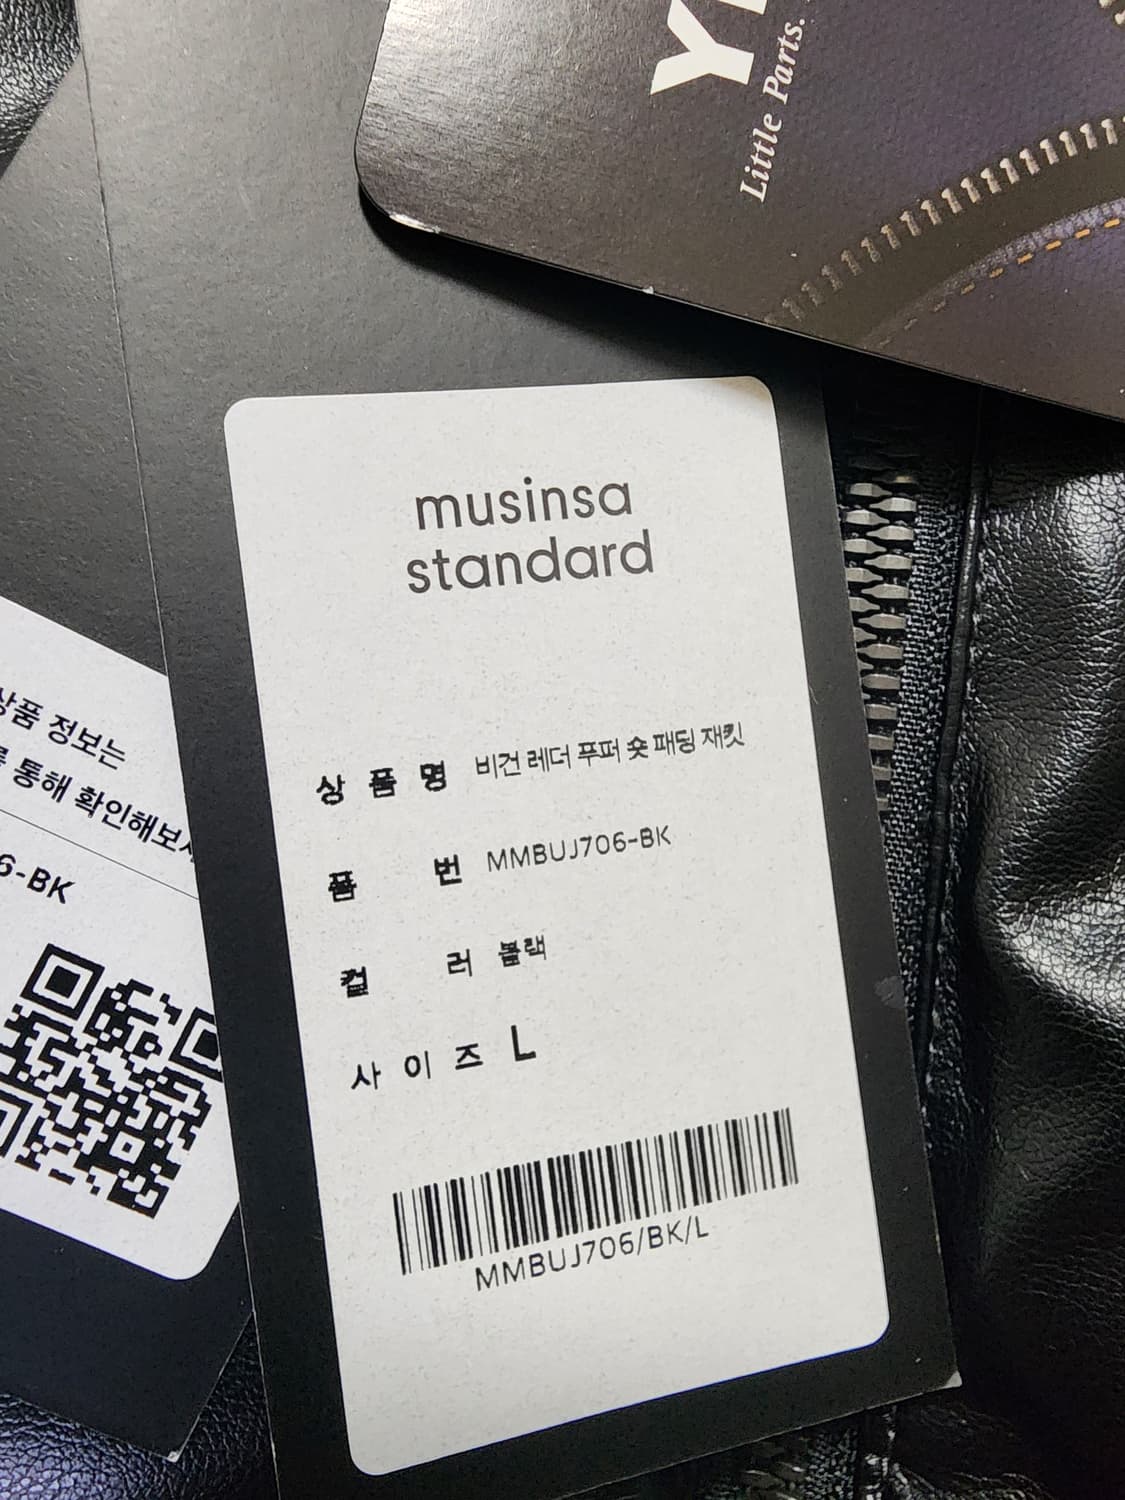 Little Parts.
musinsa
standard
상품명 비건 레더 푸퍼 숏 패딩 재킷
품번 MMBUJ706-BK
컬러 블랙
사이즈 L
MMBUJ706/BK/L
상품 정보는
통해 확인해보
6-BK